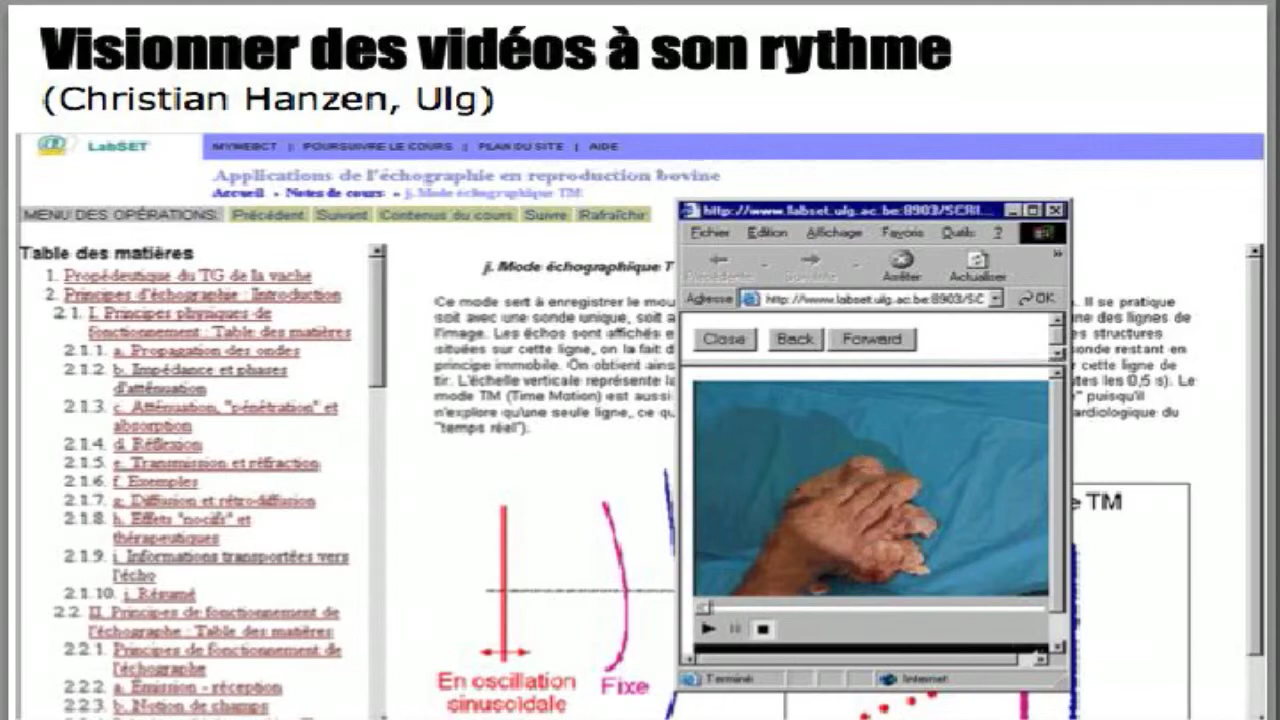 Visionner des vidéos à son rythme
(Christian Hanzen, Ulg)
LabSET
MYWEBCT | POURSUIVRE LE COURS | PLAN DU SITE | AIDE
Applications de l'échographie en reproduction bovine
Accueil » Notes de cours » j. Mode échographique TM
MENU DES OPÉRATIONS: Précédent Suivant Contenus du cours Suivre Rafraîchir
Table des matières
1. Propédeutique du TG de la vache
2. Principes d'échographie : Introduction
2.1. I. Principes physiques de
fonctionnement : Table des matières
2.1.1. a. Propagation des ondes
2.1.2. b. Impédance et phases
d'atténuation
2.1.3. c. Atténuation, "pénétration" et
absorption
2.1.4. d. Réflexion
2.1.5. e. Transmission et réfraction
2.1.6. f. Exemples
2.1.7. g. Diffusion et rétro-diffusion
2.1.8. h. Effets "nocifs" et
thérapeutiques
2.1.9. i. Informations transportées vers
l'écho
2.1.10. j. Résumé
2.2. II. Principes de fonctionnement de
l'échographe : Table des matières
2.2.1. Principes de fonctionnement de
l'échographe
2.2.2. a. Émission - réception
2.2.3. b. Notion de champs
j. Mode échographique T
Ce mode sert à enregistrer le mou
soit avec une sonde unique, soit a
l'image. Les échos sont affichés e
situées sur cette ligne, on la fait d
principe immobile. On obtient ains
tir. L'échelle verticale représente la
mode TM (Time Motion) est aussi
n'explore qu'une seule ligne, ce qu
"temps réel").
. Il se pratique
une des lignes de
s structures
sonde restant en
cette ligne de
utes les 0,5 s). Le
" puisqu'il
ardiologique du
http://www.labset.ulg.ac.be:8903/SCRI...
Fichier Edition Affichage Favoris Outils ?
Précédente Suivante Arrêter Actualiser
Adresse http://www.labset.ulg.ac.be:8903/SC OK
Close Back Forward
Terminé Internet
e TM
En oscillation
sinusoïdale
Fixe